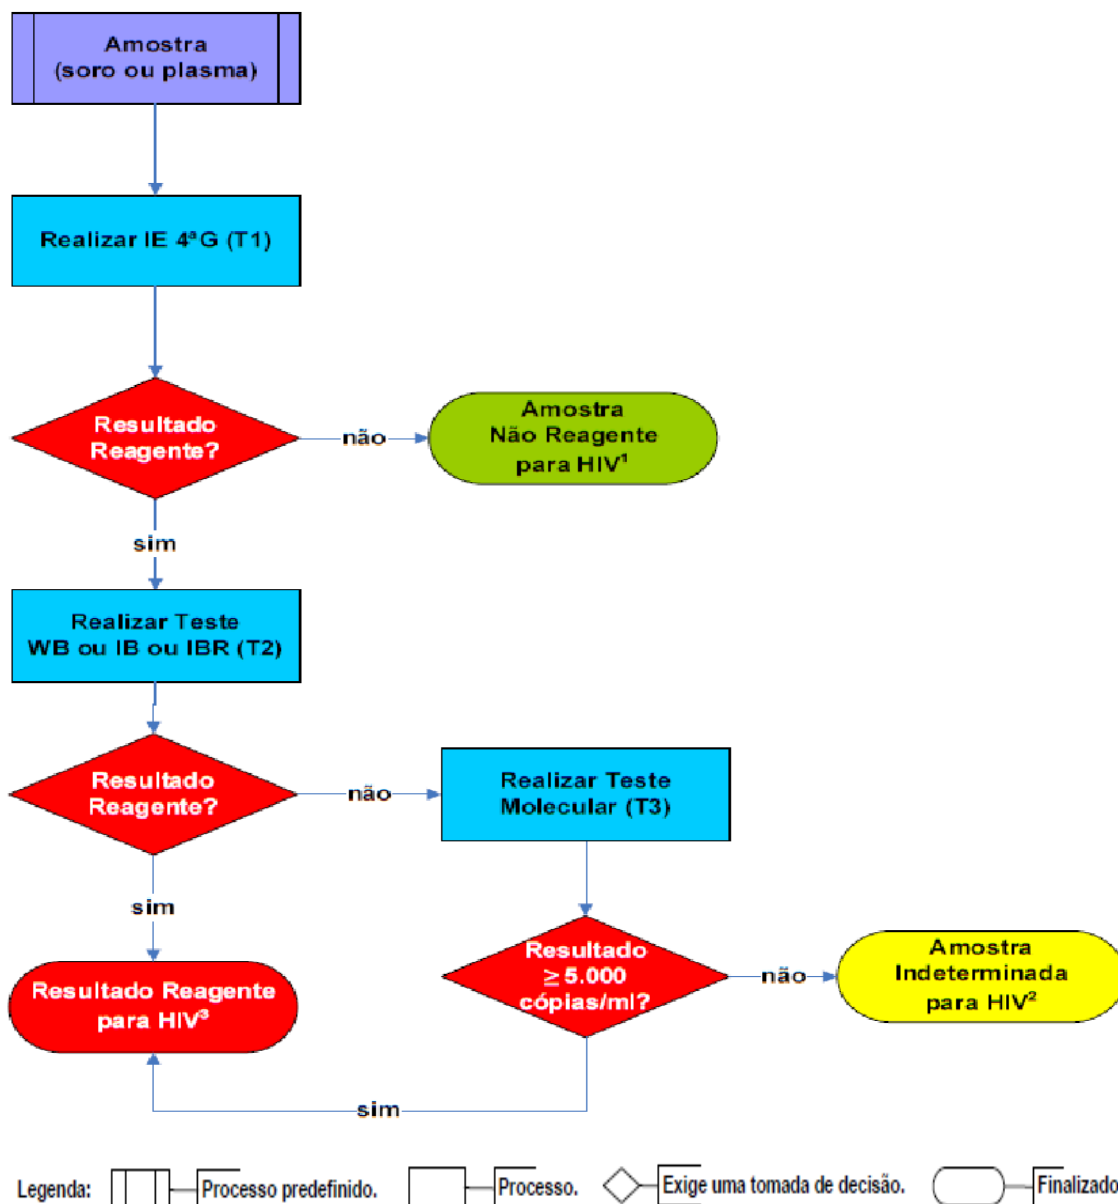 Amostra
(soro ou plasma)
Realizar IE 4ªG (T1)
Resultado
Reagente?
não
Amostra
Não Reagente
para HIV¹
sim
Realizar Teste
WB ou IB ou IBR (T2)
Resultado
Reagente?
não
Realizar Teste
Molecular (T3)
sim
Resultado
≥ 5.000
cópias/ml?
não
Amostra
Indeterminada
para HIV²
Resultado Reagente
para HIV³
sim
Legenda: Processo predefinido. Processo. Exige uma tomada de decisão. Finalizado